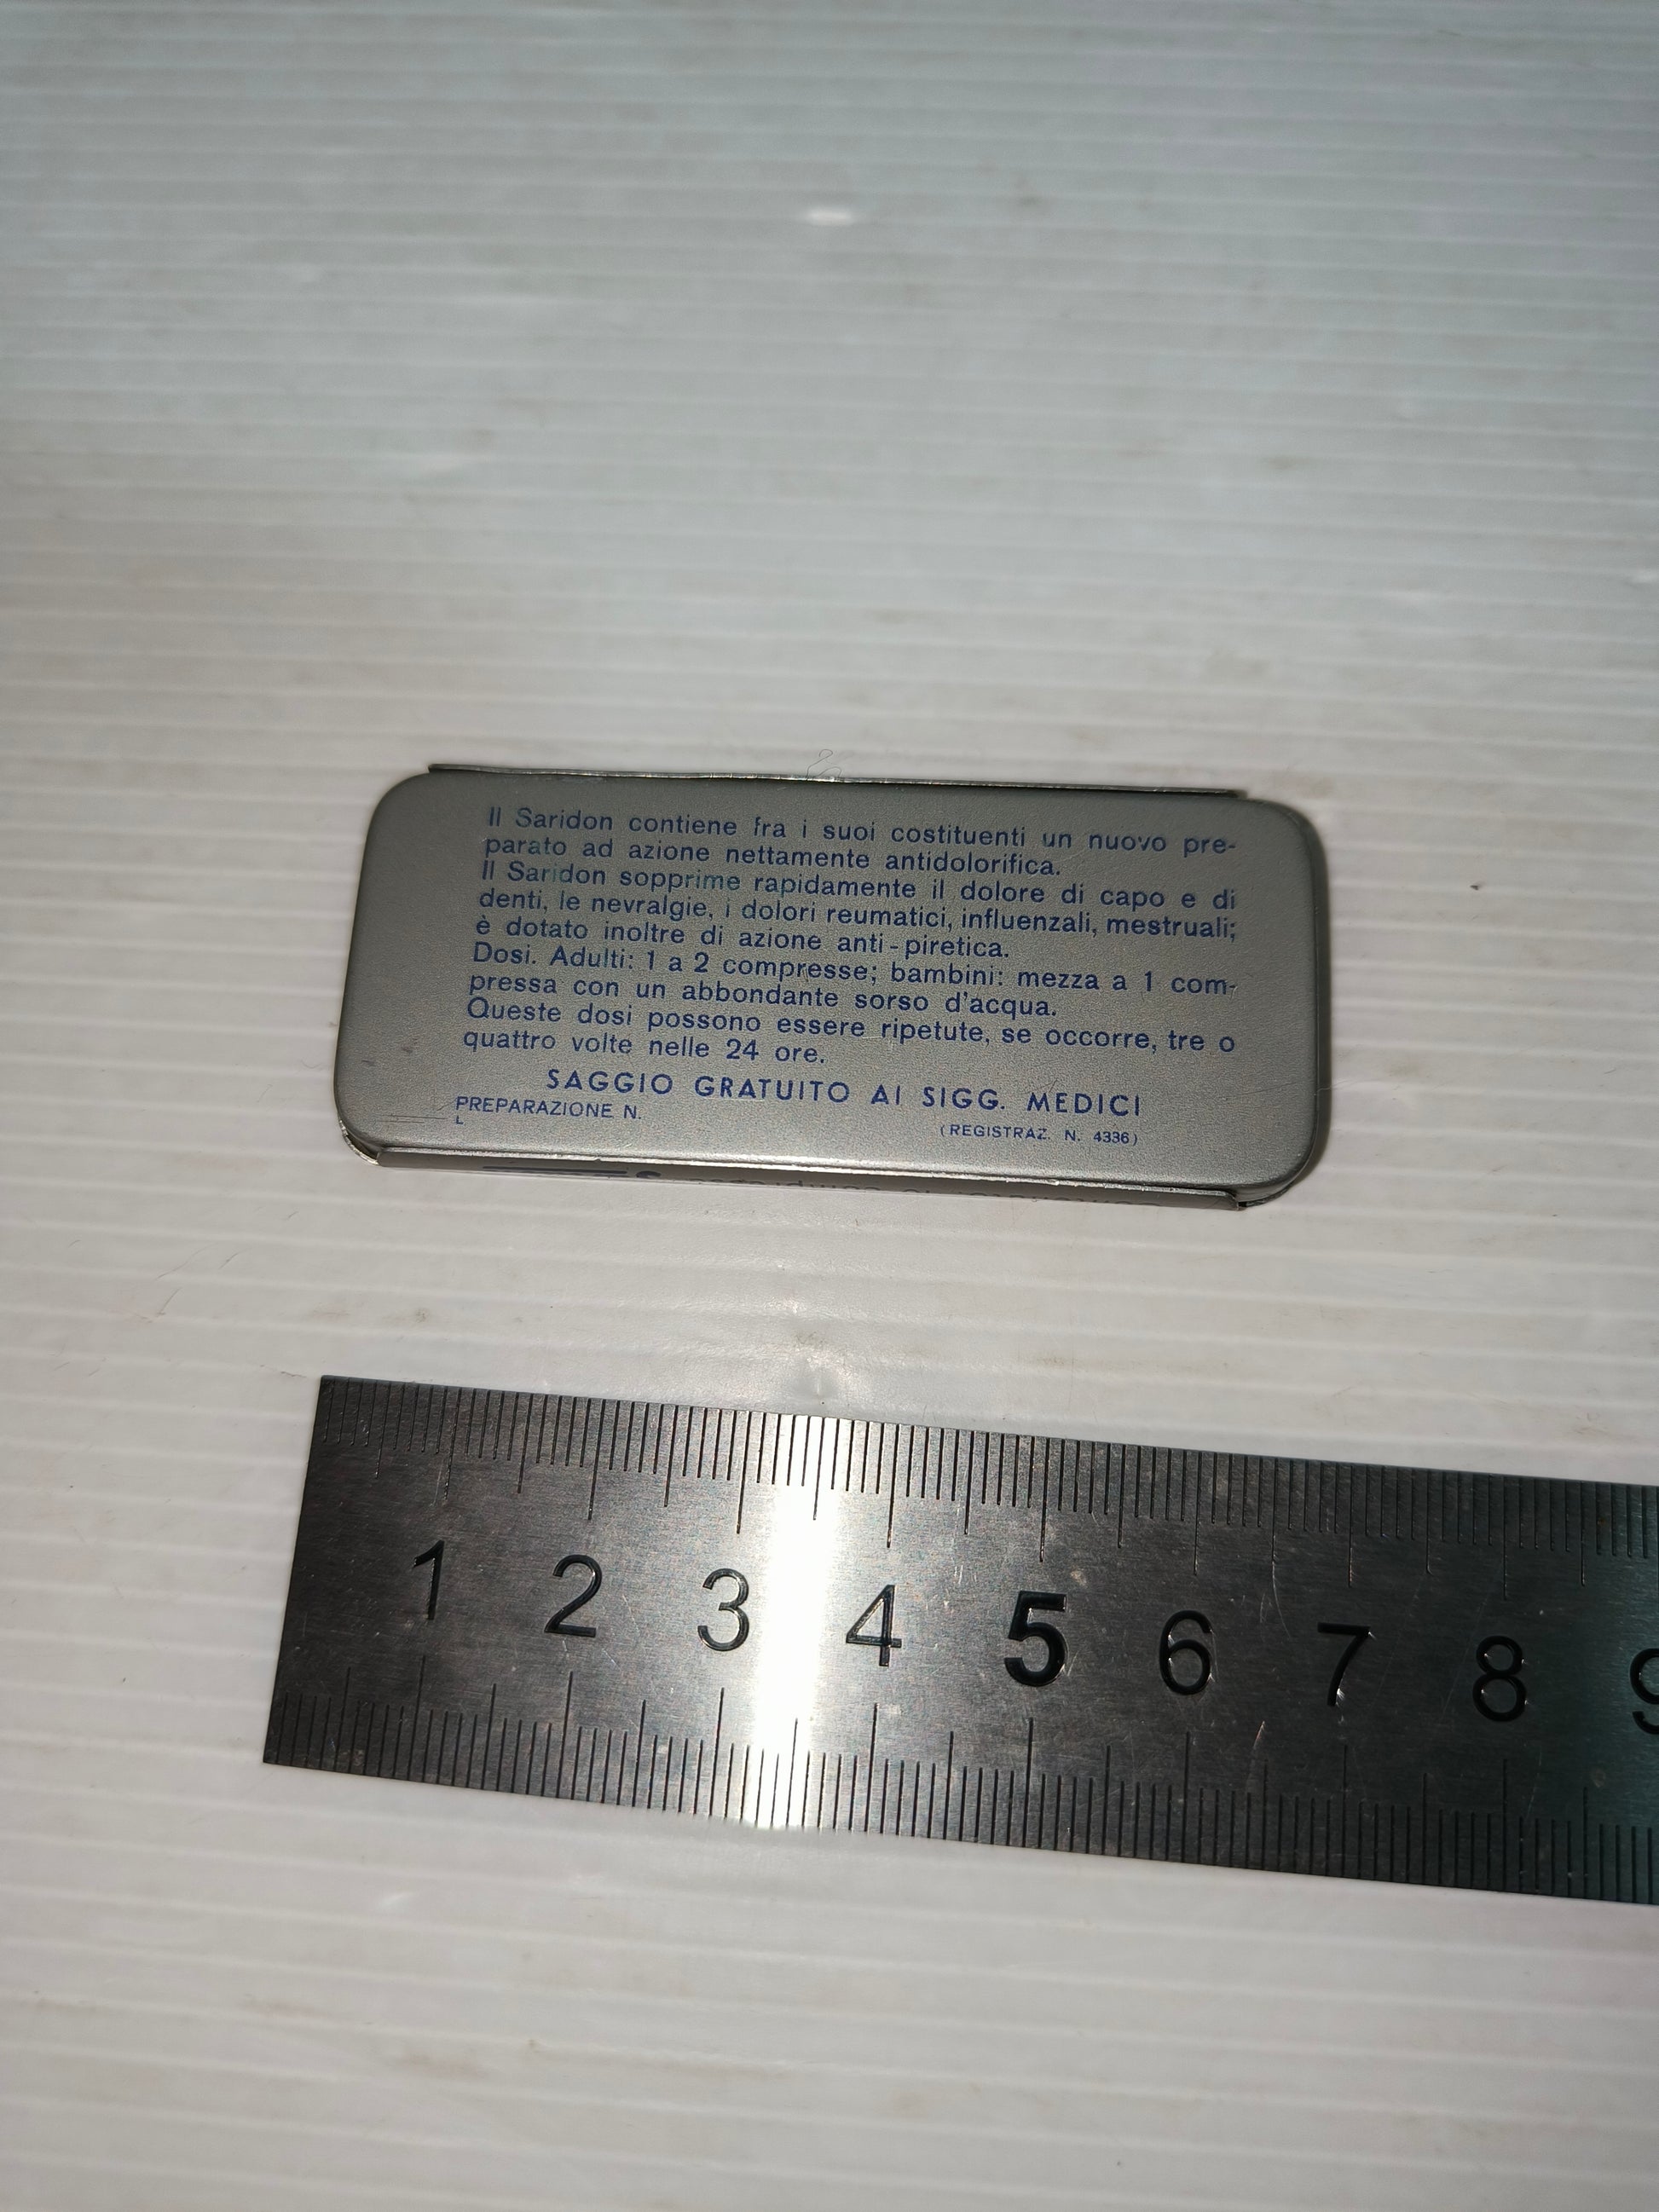 Il Saridon contiene fra i suoi costituenti un nuovo pre-
parato ad azione nettamente antidolorifica.
Il Saridon sopprime rapidamente il dolore di capo e di
denti, le nevralgie, i dolori reumatici, influenzali, mestruali;
è dotato inoltre di azione anti-piretica.
Dosi. Adulti: 1 a 2 compresse; bambini: mezza a 1 com-
pressa con un abbondante sorso d'acqua.
Queste dosi possono essere ripetute, se occorre, tre o
quattro volte nelle 24 ore.
SAGGIO GRATUITO AI SIGG. MEDICI
PREPARAZIONE N.
L
(REGISTRAZ. N. 4336)
1 2 3 4 5 6 7 8 9